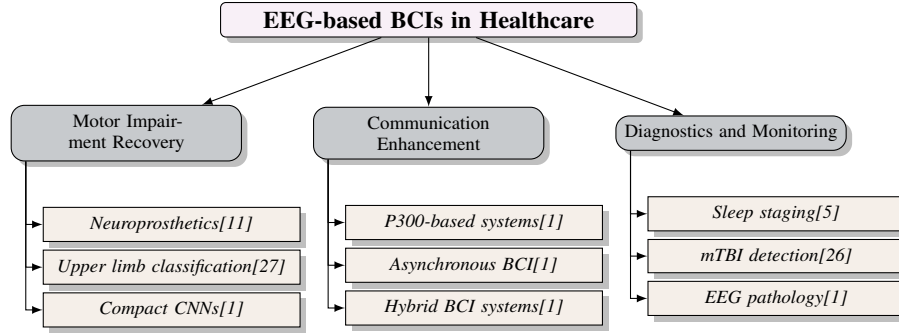 EEG-based BCIs in Healthcare
Motor Impair-
ment Recovery
Neuroprosthetics[11]
Upper limb classification[27]
Compact CNNs[1]
Communication
Enhancement
P300-based systems[1]
Asynchronous BCI[1]
Hybrid BCI systems[1]
Diagnostics and Monitoring
Sleep staging[5]
mTBI detection[26]
EEG pathology[1]